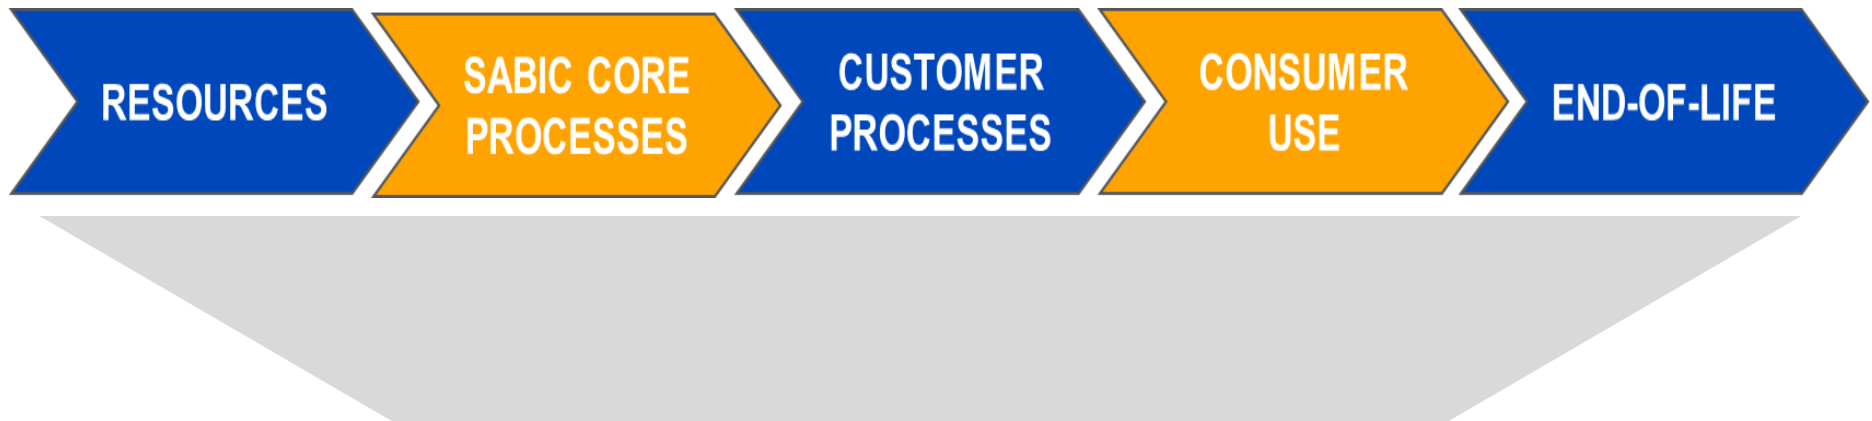 RESOURCES
SABIC CORE
PROCESSES
CUSTOMER
PROCESSES
CONSUMER
USE
END-OF-LIFE